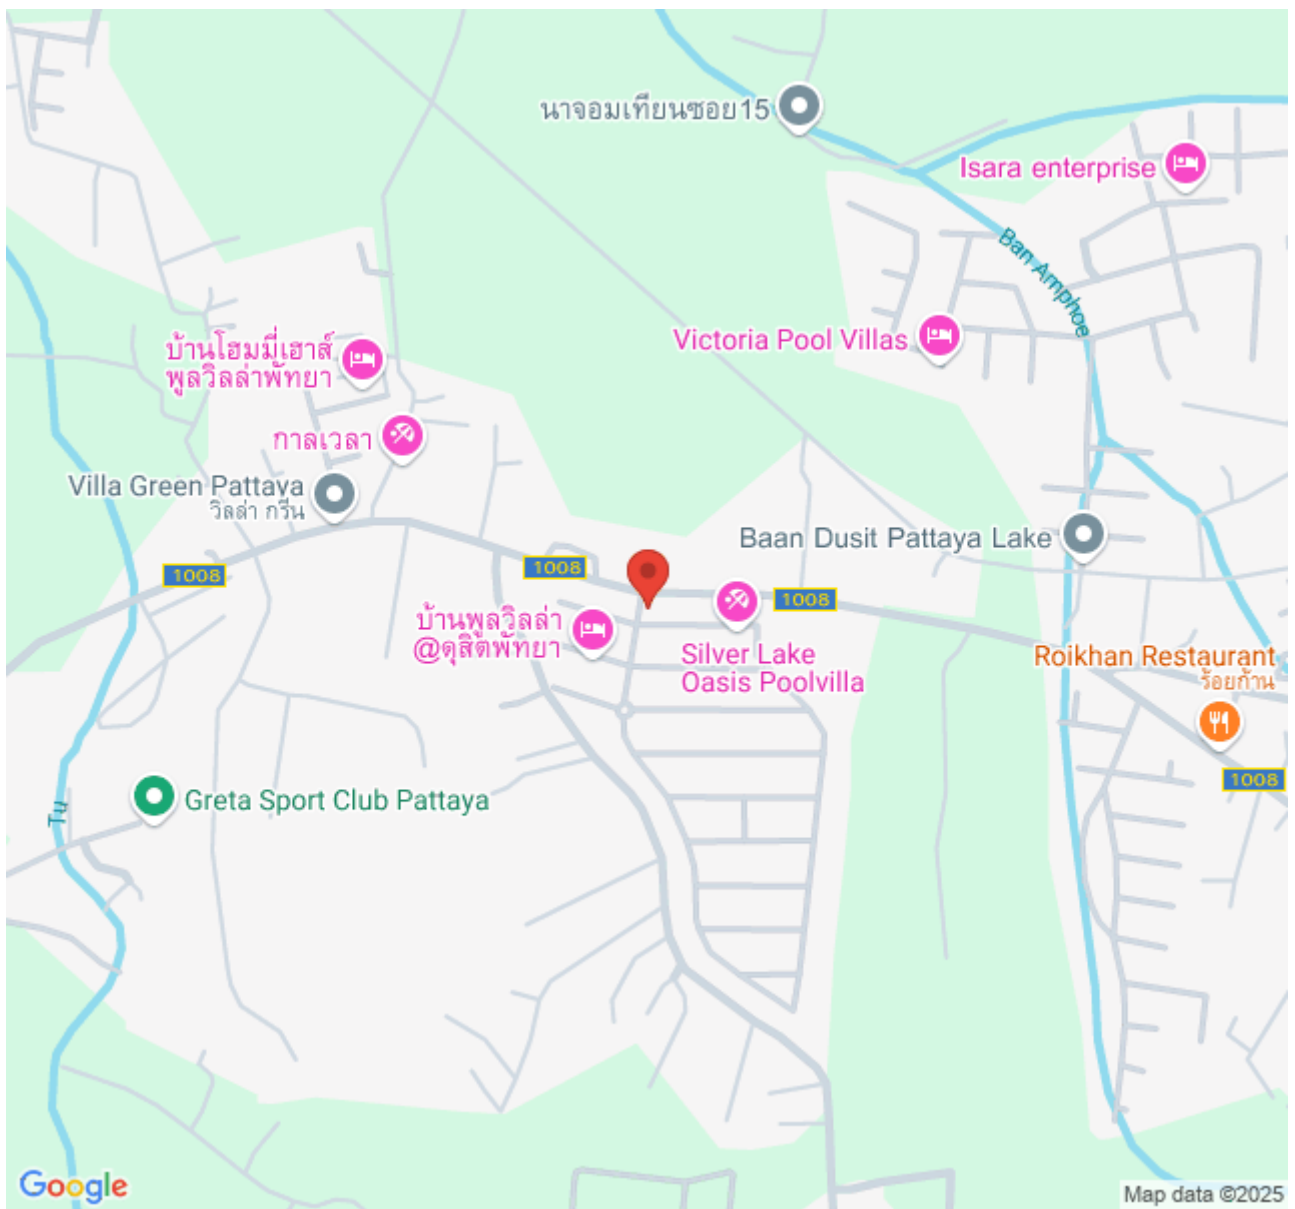 นาจอมเทียนซอย15
Isara enterprise
Ban Amphoe
Victoria Pool Villas
บ้านโฮมมี่เฮาส์
พูลวิลล่าพัทยา
กาลเวลา
Villa Green Pattaya
วิลล่า กรีน
Baan Dusit Pattaya Lake
1008
1008
1008
บ้านพูลวิลล่า
@ดุสิตพัทยา
Silver Lake
Oasis Poolvilla
Roikhan Restaurant
ร้อยก้าน
1008
Greta Sport Club Pattaya
Tu
Google
Map data ©2025